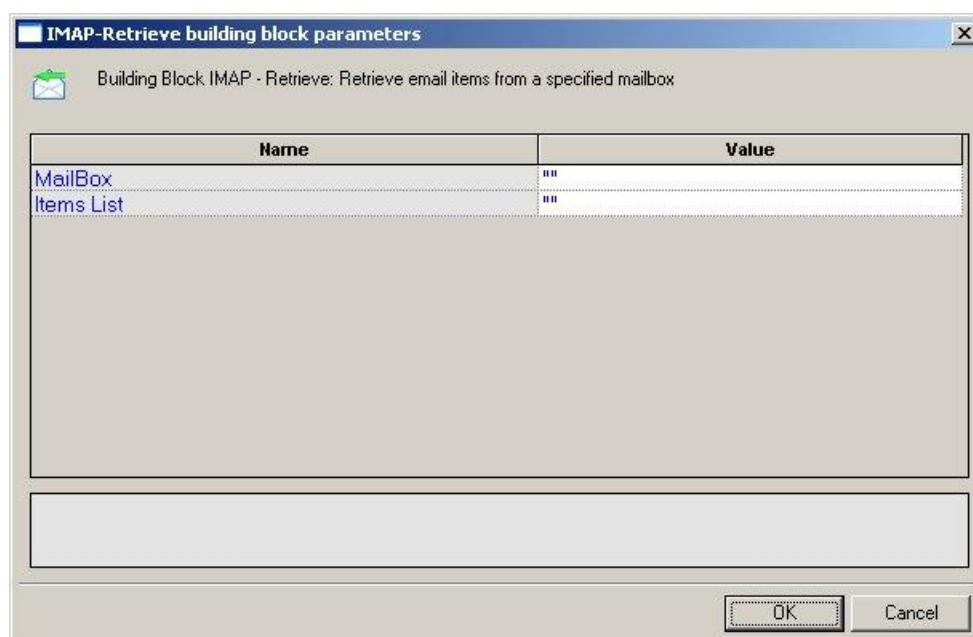 IMAP-Retrieve building block parameters
Building Block IMAP - Retrieve: Retrieve email items from a specified mailbox
Name Value
MailBox ""
Items List ""
OK Cancel